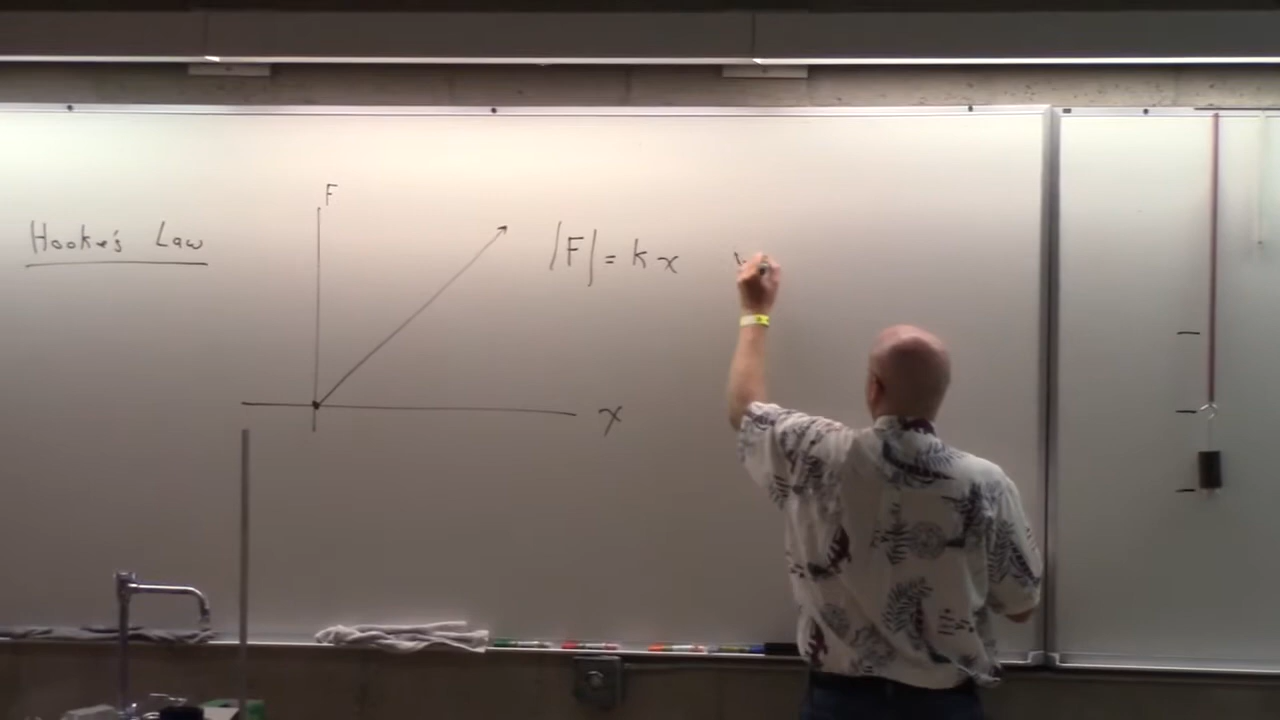 F
Hooke's Law
|F| = kx
x